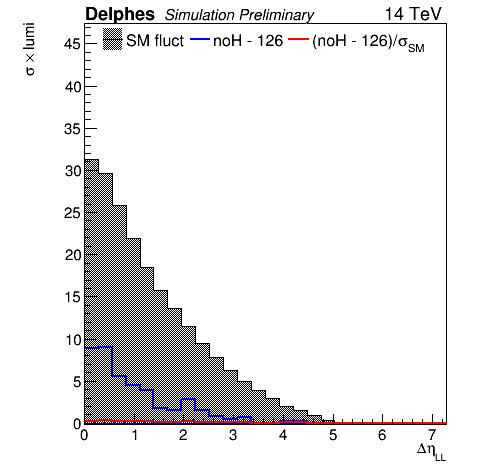 Delphes Simulation Preliminary 14 TeV
SM fluct noH - 126 (noH - 126)/σSM
σ × lumi
45
40
35
30
25
20
15
10
5
0
0 1 2 3 4 5 6 7
ΔηLL